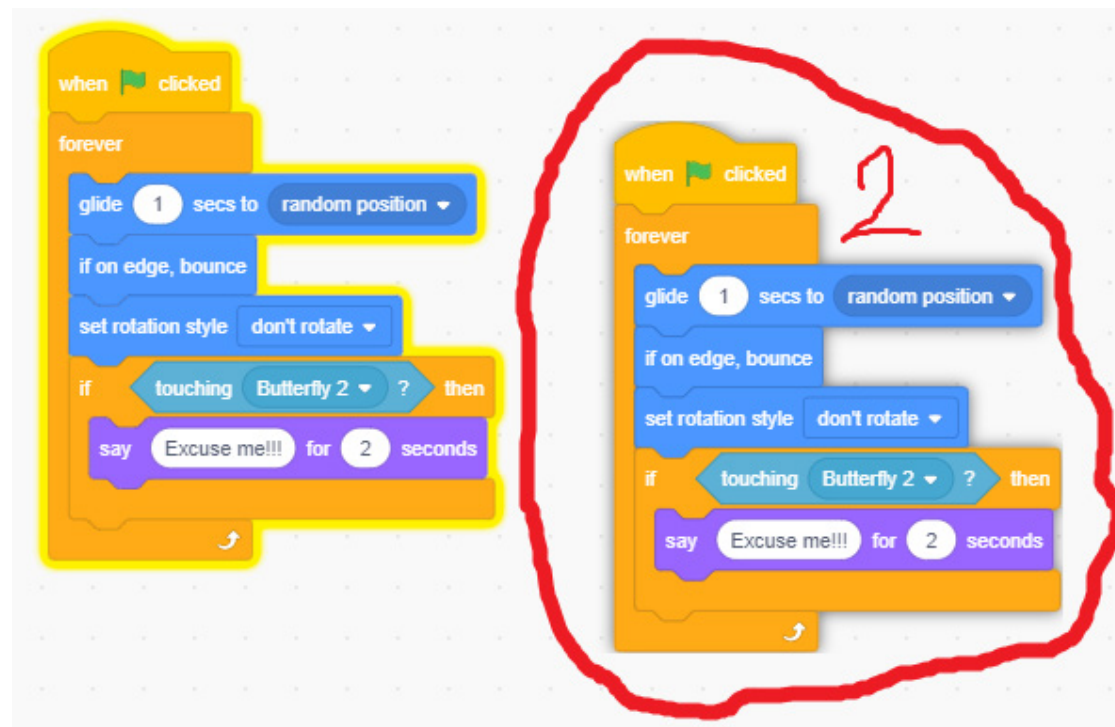 when clicked
forever
glide 1 secs to random position
if on edge, bounce
set rotation style don't rotate
if touching Butterfly 2 ? then
say Excuse me!!! for 2 seconds
2
when clicked
forever
glide 1 secs to random position
if on edge, bounce
set rotation style don't rotate
if touching Butterfly 2 ? then
say Excuse me!!! for 2 seconds